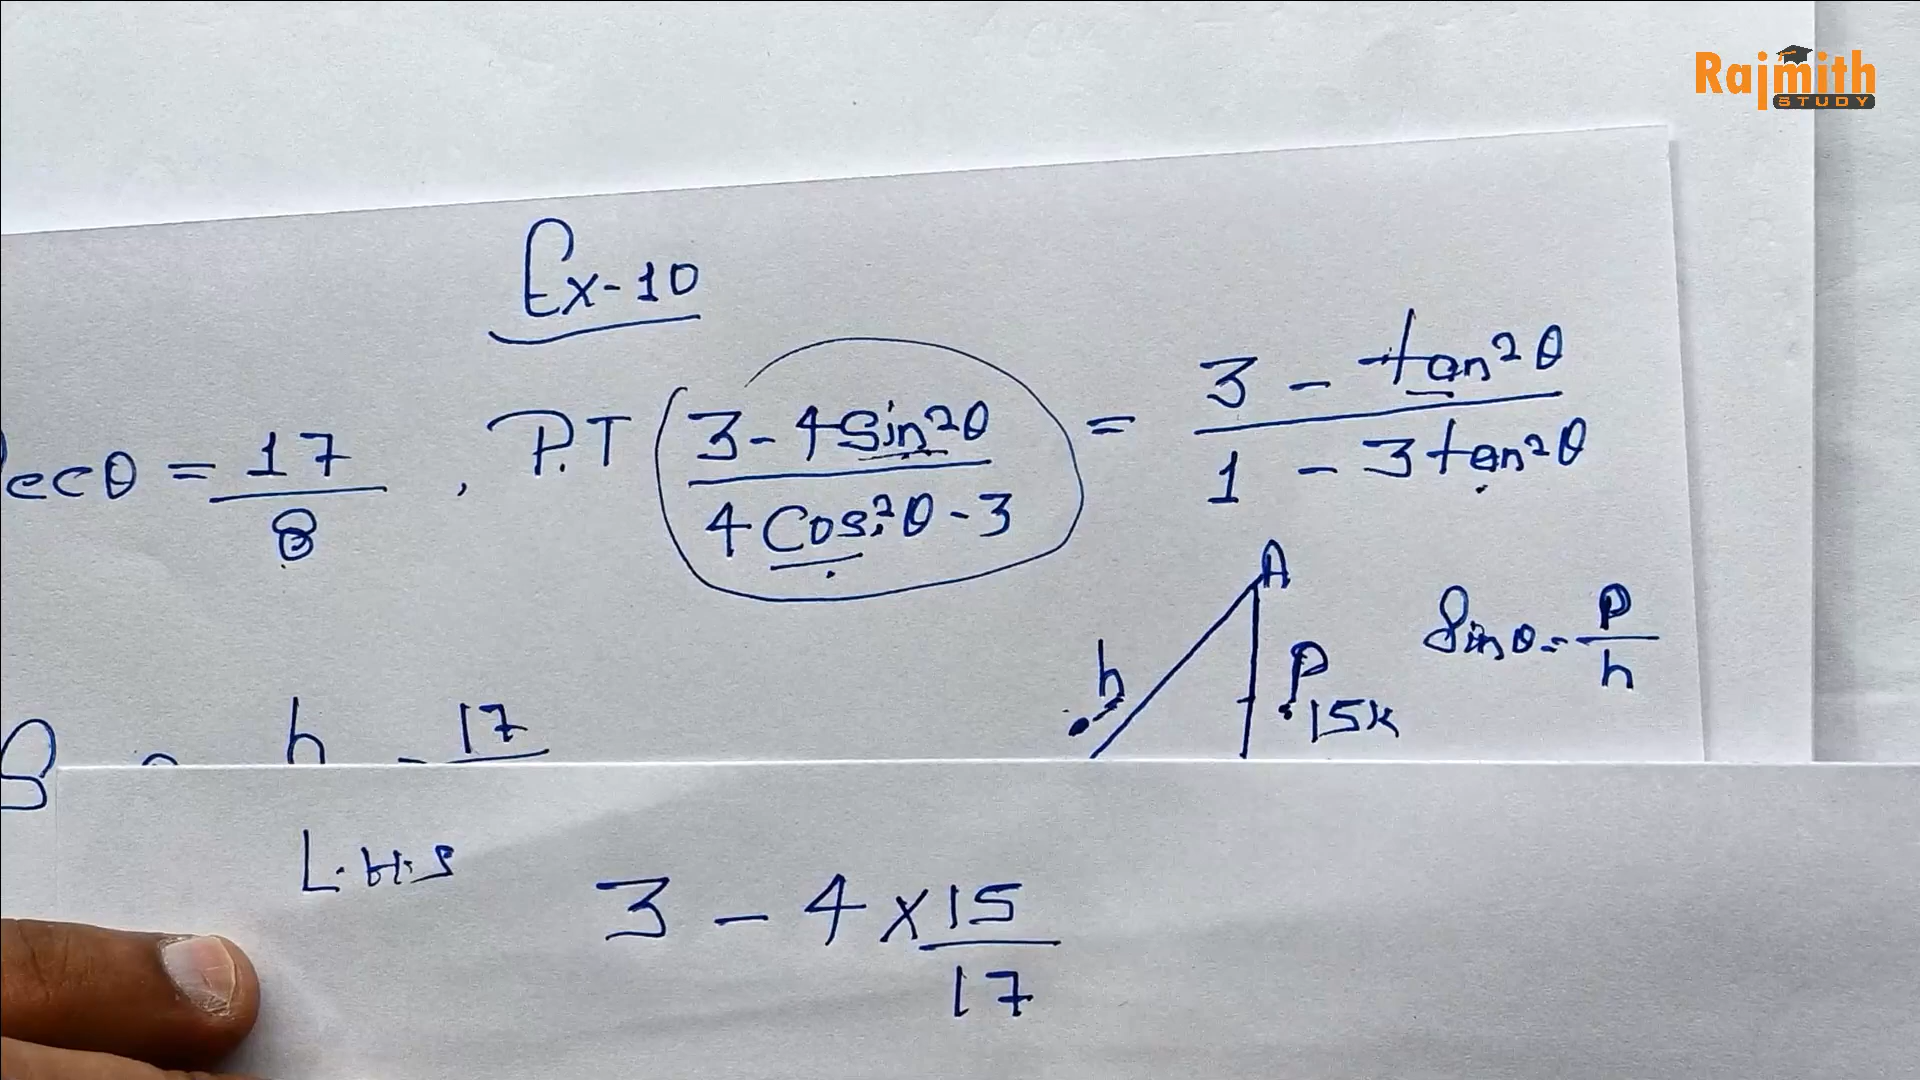 Rajmith
STUDY
Ex-10
ecθ = 17/8 , P.T (3-4Sin²θ)/(4Cos²θ-3) = (3 - tan²θ)/(1 - 3tan²θ)
A
h
P
15k
Sinθ = P/h
h 17
L.H.S
3 - 4 × 15/17